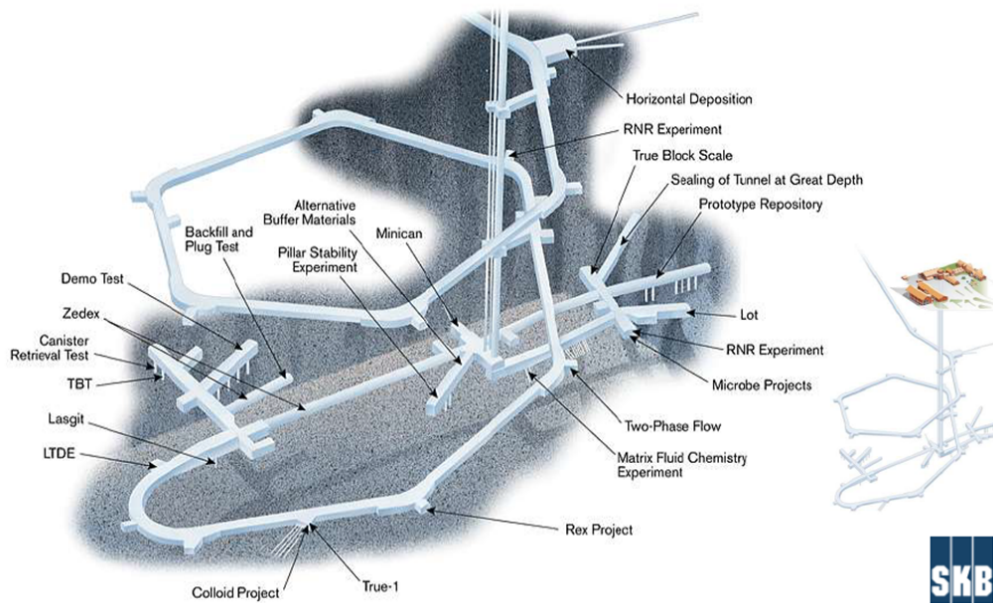 Horizontal Deposition
RNR Experiment
True Block Scale
Sealing of Tunnel at Great Depth
Prototype Repository
Alternative
Buffer Materials
Minican
Backfill and
Plug Test
Pillar Stability
Experiment
Demo Test
Zedex
Canister
Retrieval Test
TBT
Lasgit
LTDE
Lot
RNR Experiment
Microbe Projects
Two-Phase Flow
Matrix Fluid Chemistry
Experiment
Rex Project
True-1
Colloid Project
SKB